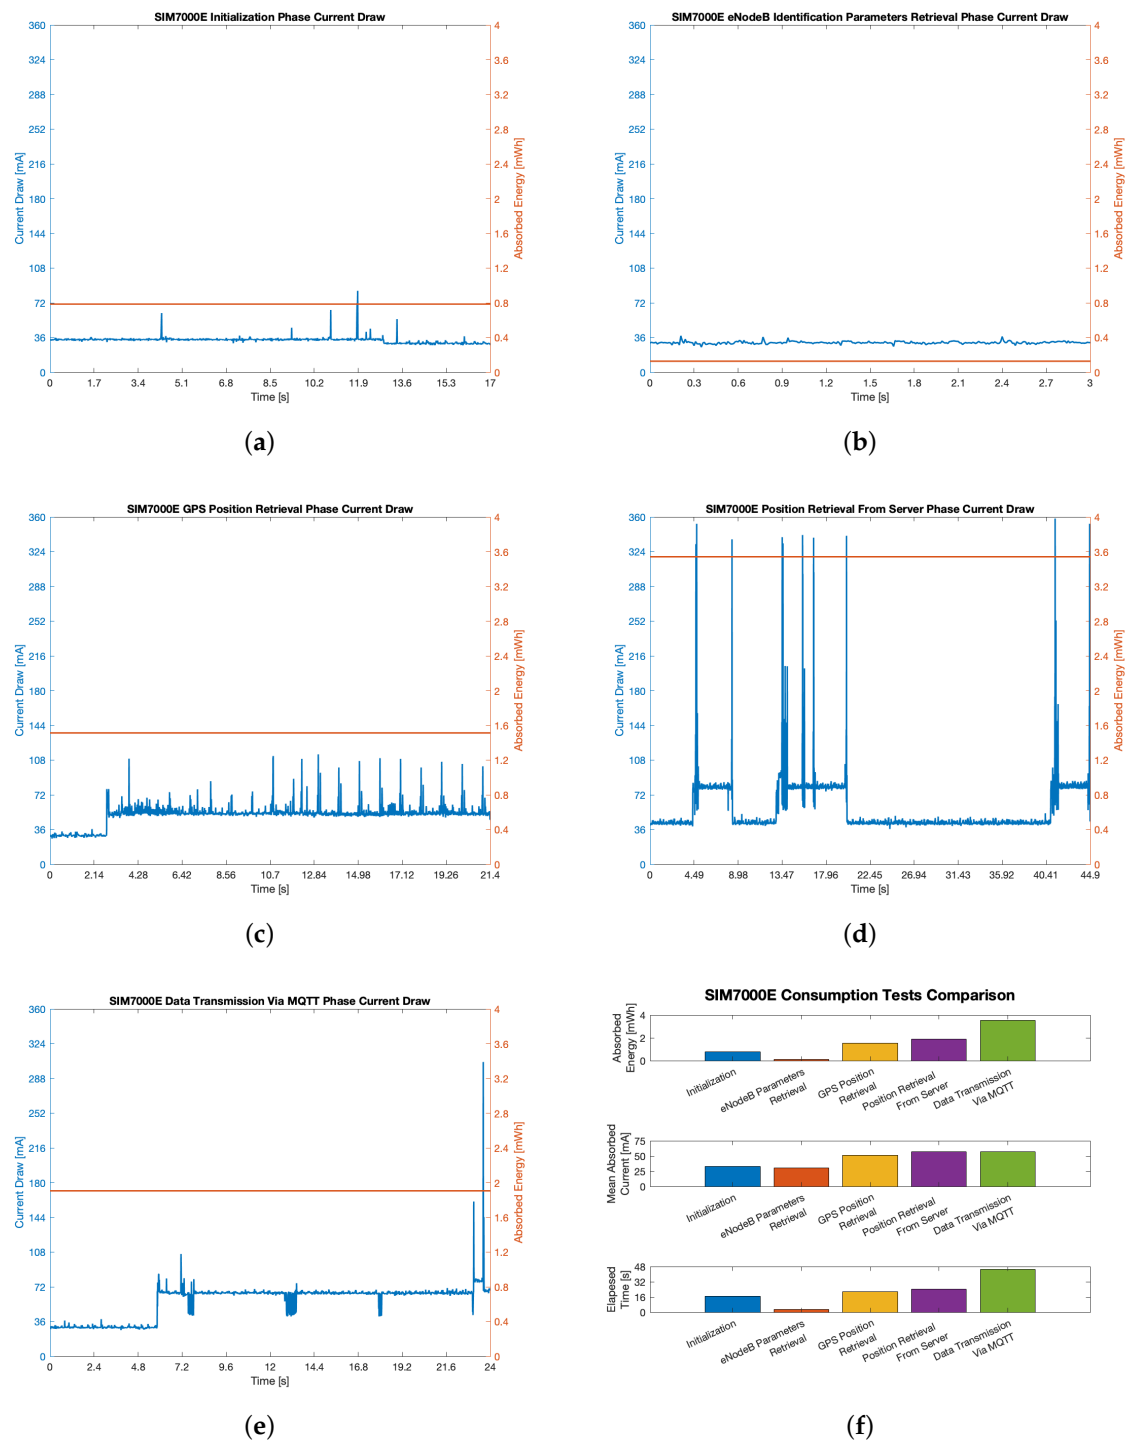 SIM7000E Initialization Phase Current Draw
360
324
288
252
216
180
144
108
72
36
0
Current Draw [mA]
4
3.6
3.2
2.8
2.4
2
1.6
1.2
0.8
0.4
0
Absorbed Energy [mWh]
0 1.7 3.4 5.1 6.8 8.5 10.2 11.9 13.6 15.3 17
Time [s]
(a)
SIM7000E eNodeB Identification Parameters Retrieval Phase Current Draw
360
324
288
252
216
180
144
108
72
36
0
Current Draw [mA]
4
3.6
3.2
2.8
2.4
2
1.6
1.2
0.8
0.4
0
Absorbed Energy [mWh]
0 0.3 0.6 0.9 1.2 1.5 1.8 2.1 2.4 2.7 3
Time [s]
(b)
SIM7000E GPS Position Retrieval Phase Current Draw
360
324
288
252
216
180
144
108
72
36
0
Current Draw [mA]
4
3.6
3.2
2.8
2.4
2
1.6
1.2
0.8
0.4
0
Absorbed Energy [mWh]
0 2.14 4.28 6.42 8.56 10.7 12.84 14.98 17.12 19.26 21.4
Time [s]
(c)
SIM7000E Position Retrieval From Server Phase Current Draw
360
324
288
252
216
180
144
108
72
36
0
Current Draw [mA]
4
3.6
3.2
2.8
2.4
2
1.6
1.2
0.8
0.4
0
Absorbed Energy [mWh]
0 4.49 8.98 13.47 17.96 22.45 26.94 31.43 35.92 40.41 44.9
Time [s]
(d)
SIM7000E Data Transmission Via MQTT Phase Current Draw
360
324
288
252
216
180
144
108
72
36
0
Current Draw [mA]
4
3.6
3.2
2.8
2.4
2
1.6
1.2
0.8
0.4
0
Absorbed Energy [mWh]
0 2.4 4.8 7.2 9.6 12 14.4 16.8 19.2 21.6 24
Time [s]
(e)
SIM7000E Consumption Tests Comparison
Absorbed
Energy [mWh]
4
2
0
Initialization
eNodeB Parameters
Retrieval
GPS Position
Retrieval
Position Retrieval
From Server
Data Transmission
Via MQTT
Mean Absorbed
Current [mA]
75
50
25
0
Initialization
eNodeB Parameters
Retrieval
GPS Position
Retrieval
Position Retrieval
From Server
Data Transmission
Via MQTT
Elapesed
Time [s]
48
32
16
0
Initialization
eNodeB Parameters
Retrieval
GPS Position
Retrieval
Position Retrieval
From Server
Data Transmission
Via MQTT
(f)